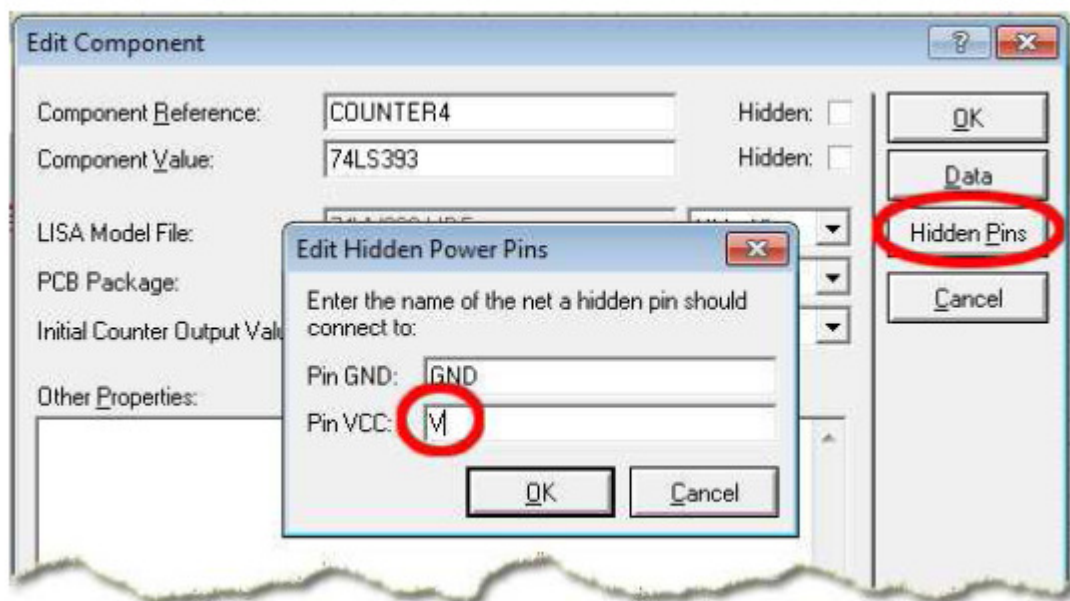 Edit Component
Component Reference: COUNTER4 Hidden:
Component Value: 74LS393 Hidden:
LISA Model File:
PCB Package:
Initial Counter Output Valu
Other Properties:
OK
Data
Hidden Pins
Cancel
Edit Hidden Power Pins
Enter the name of the net a hidden pin should
connect to:
Pin GND: GND
Pin VCC: V
OK Cancel